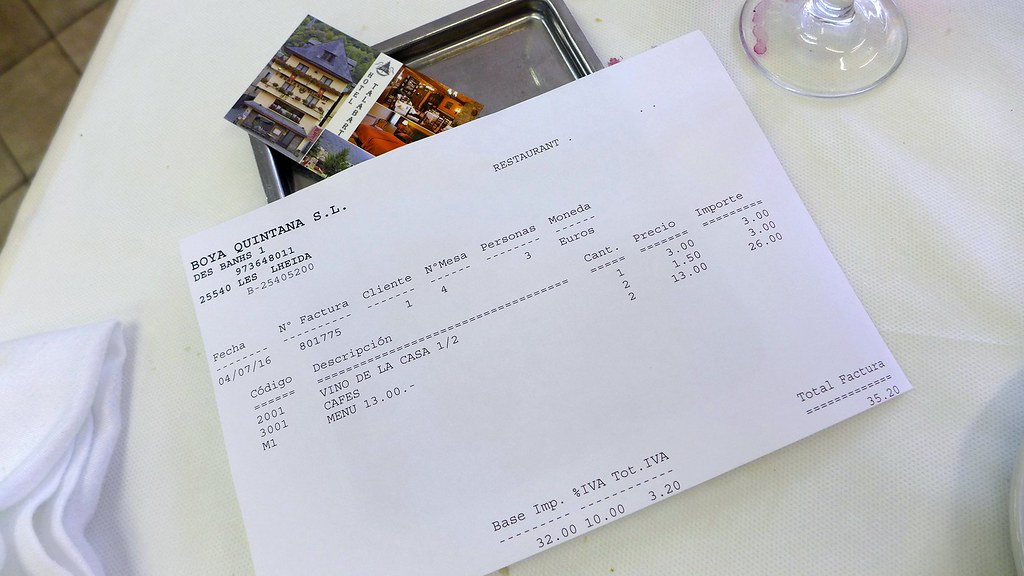 HOTEL TALABART
RESTAURANT .
BOYA QUINTANA S.L.
DES BANHS 1
973648011
25540 LES LHEIDA
B-25405200
Fecha Nº Factura Cliente NºMesa Personas Moneda
04/07/16 801775 1 4 3 Euros
Código Descripción Cant. Precio Importe
2001 VINO DE LA CASA 1/2 1 3.00 3.00
3001 CAFES 2 1.50 3.00
M1 MENU 13.00.- 2 13.00 26.00
Base Imp. %IVA Tot.IVA Total Factura
32.00 10.00 3.20 35.20